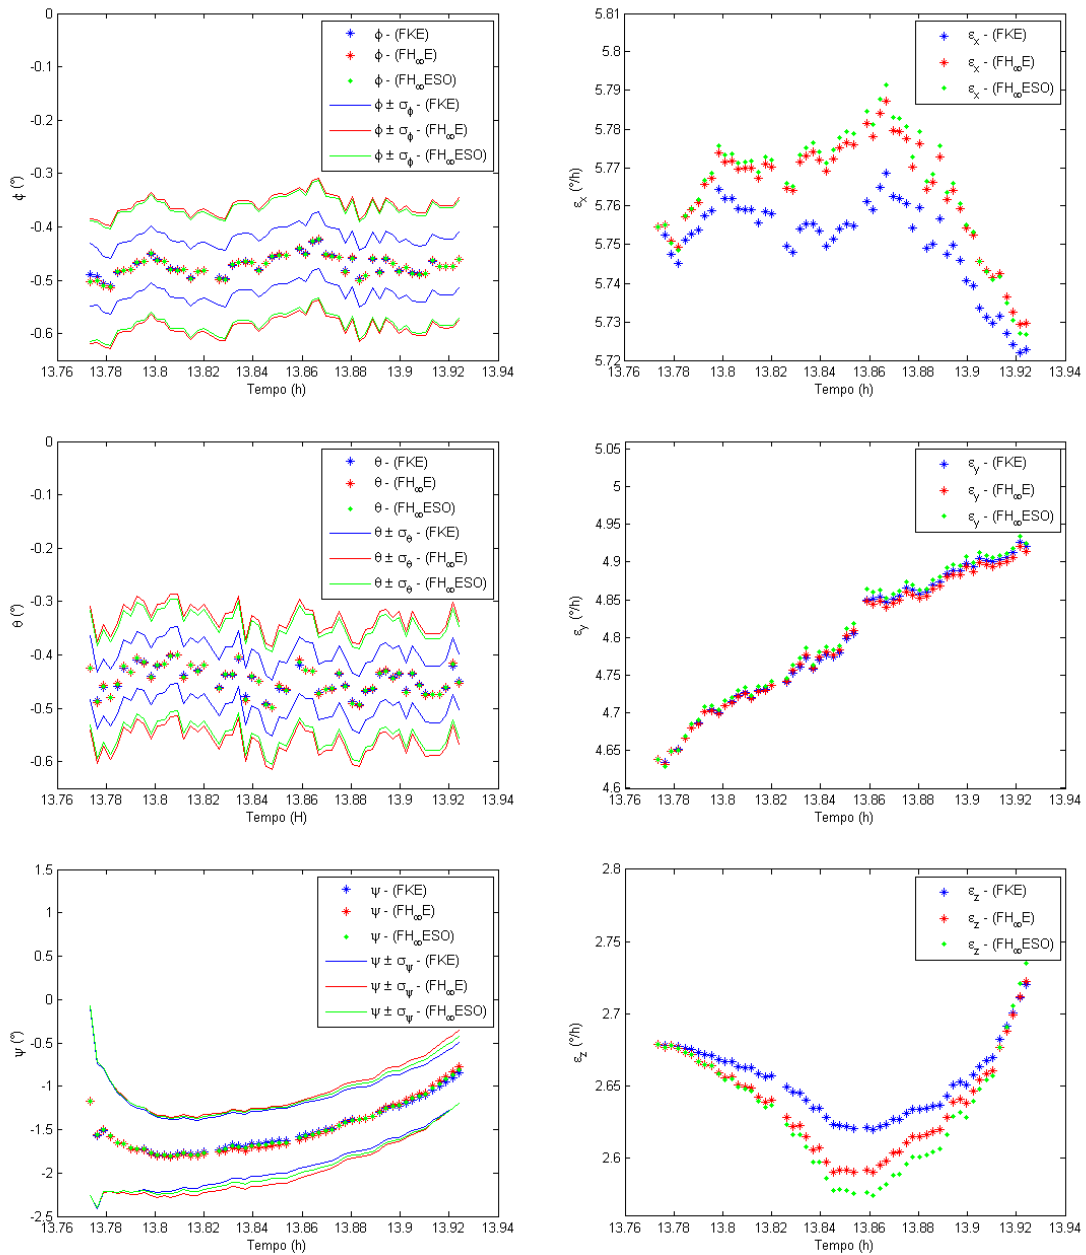 0
-0.1
-0.2
-0.3
-0.4
-0.5
-0.6
ϕ (°)
13.76 13.78 13.8 13.82 13.84 13.86 13.88 13.9 13.92 13.94
Tempo (h)
ϕ - (FKE)
ϕ - (FH∞E)
ϕ - (FH∞ESO)
ϕ ± σϕ - (FKE)
ϕ ± σϕ - (FH∞E)
ϕ ± σϕ - (FH∞ESO)
5.81
5.8
5.79
5.78
5.77
5.76
5.75
5.74
5.73
5.72
εx (°/h)
13.76 13.78 13.8 13.82 13.84 13.86 13.88 13.9 13.92 13.94
Tempo (h)
εx - (FKE)
εx - (FH∞E)
εx - (FH∞ESO)
0
-0.1
-0.2
-0.3
-0.4
-0.5
-0.6
θ (°)
13.76 13.78 13.8 13.82 13.84 13.86 13.88 13.9 13.92 13.94
Tempo (H)
θ - (FKE)
θ - (FH∞E)
θ - (FH∞ESO)
θ ± σθ - (FKE)
θ ± σθ - (FH∞E)
θ ± σθ - (FH∞ESO)
5.05
5
4.95
4.9
4.85
4.8
4.75
4.7
4.65
4.6
εy (°/h)
13.76 13.78 13.8 13.82 13.84 13.86 13.88 13.9 13.92 13.94
Tempo (h)
εy - (FKE)
εy - (FH∞E)
εy - (FH∞ESO)
1.5
1
0
-0.5
-1
-1.5
-2
-2.5
ψ (°)
13.76 13.78 13.8 13.82 13.84 13.86 13.88 13.9 13.92 13.94
Tempo (h)
ψ - (FKE)
ψ - (FH∞E)
ψ - (FH∞ESO)
ψ ± σψ - (FKE)
ψ ± σψ - (FH∞E)
ψ ± σψ - (FH∞ESO)
2.8
2.75
2.7
2.65
2.6
εz (°/h)
13.76 13.78 13.8 13.82 13.84 13.86 13.88 13.9 13.92 13.94
Tempo (h)
εz - (FKE)
εz - (FH∞E)
εz - (FH∞ESO)